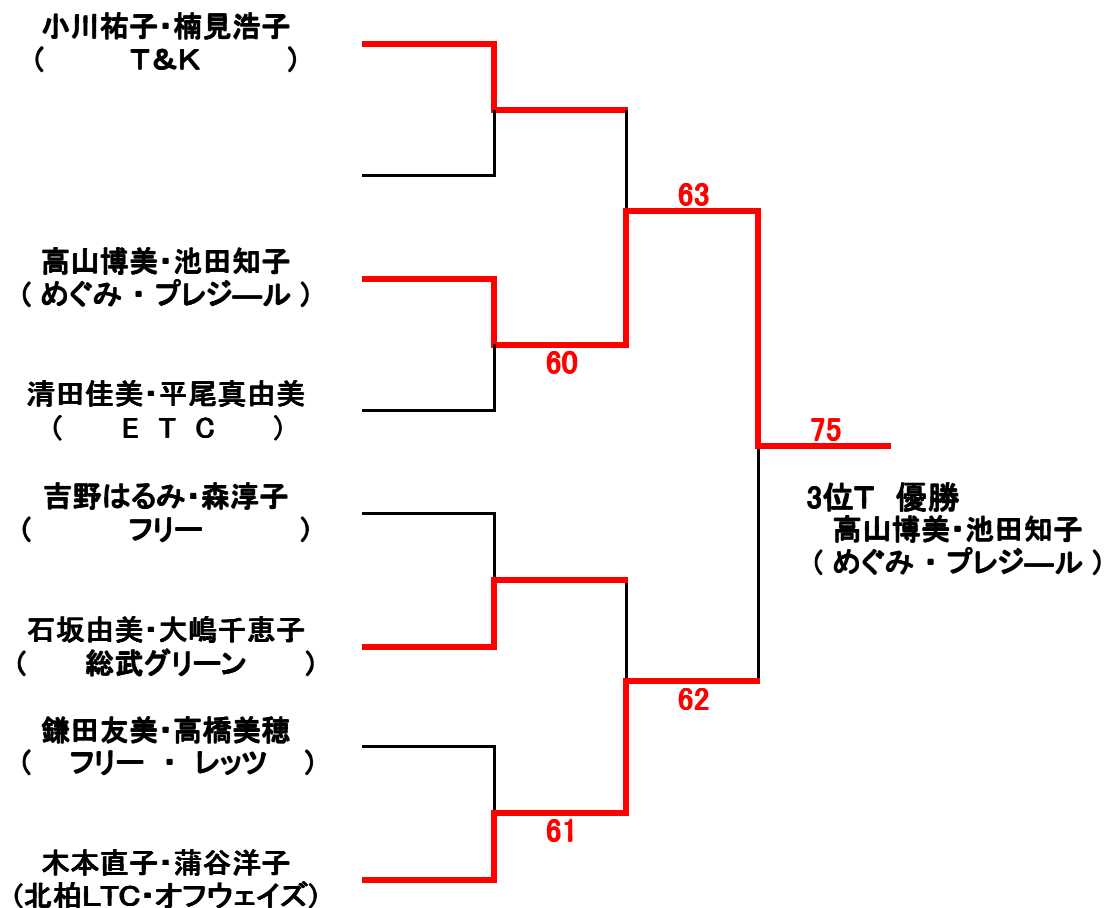 小川祐子・楠見浩子
(　　　T&K　　　)
63
高山博美・池田知子
( めぐみ ・ プレジール )
60
清田佳美・平尾真由美
(　　E T C　　)
75
吉野はるみ・森淳子
(　　　フリー　　　)
3位T 優勝
高山博美・池田知子
( めぐみ ・ プレジール )
石坂由美・大嶋千恵子
(　　総武グリーン　　)
62
鎌田友美・高橋美穂
(　フリー ・ レッツ　)
61
木本直子・蒲谷洋子
(北柏LTC・オフウェイズ)